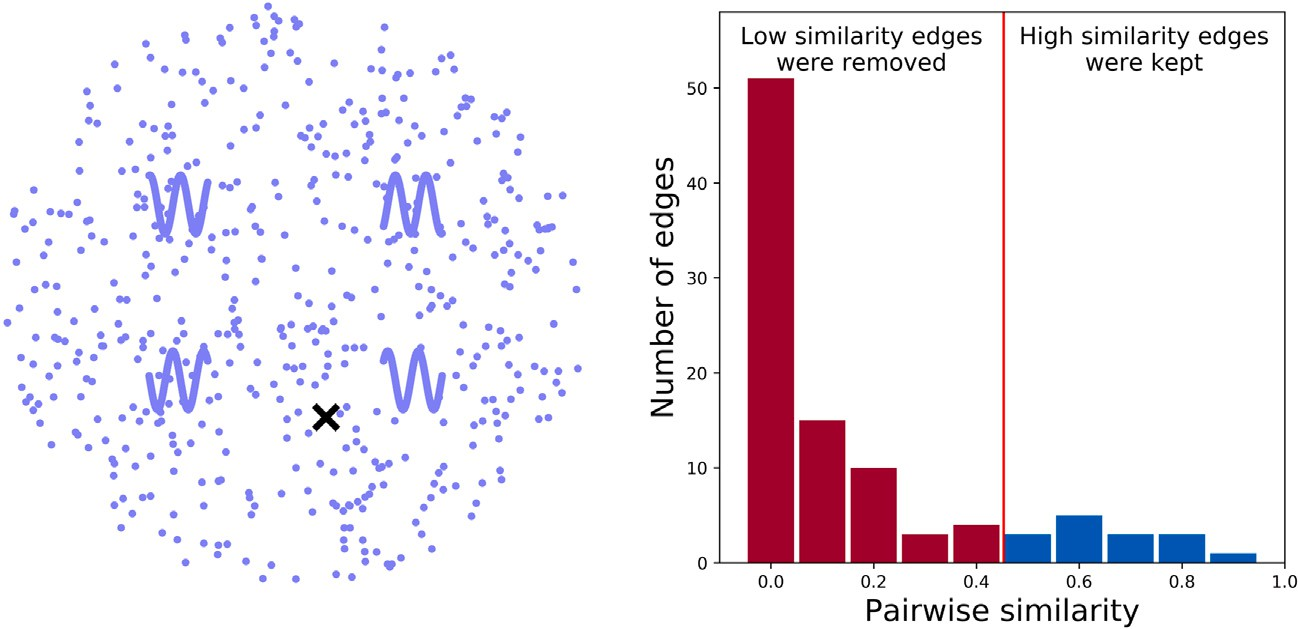 Low similarity edges
were removed
High similarity edges
were kept
Number of edges
50
40
30
20
10
0
0.0 0.2 0.4 0.6 0.8 1.0
Pairwise similarity